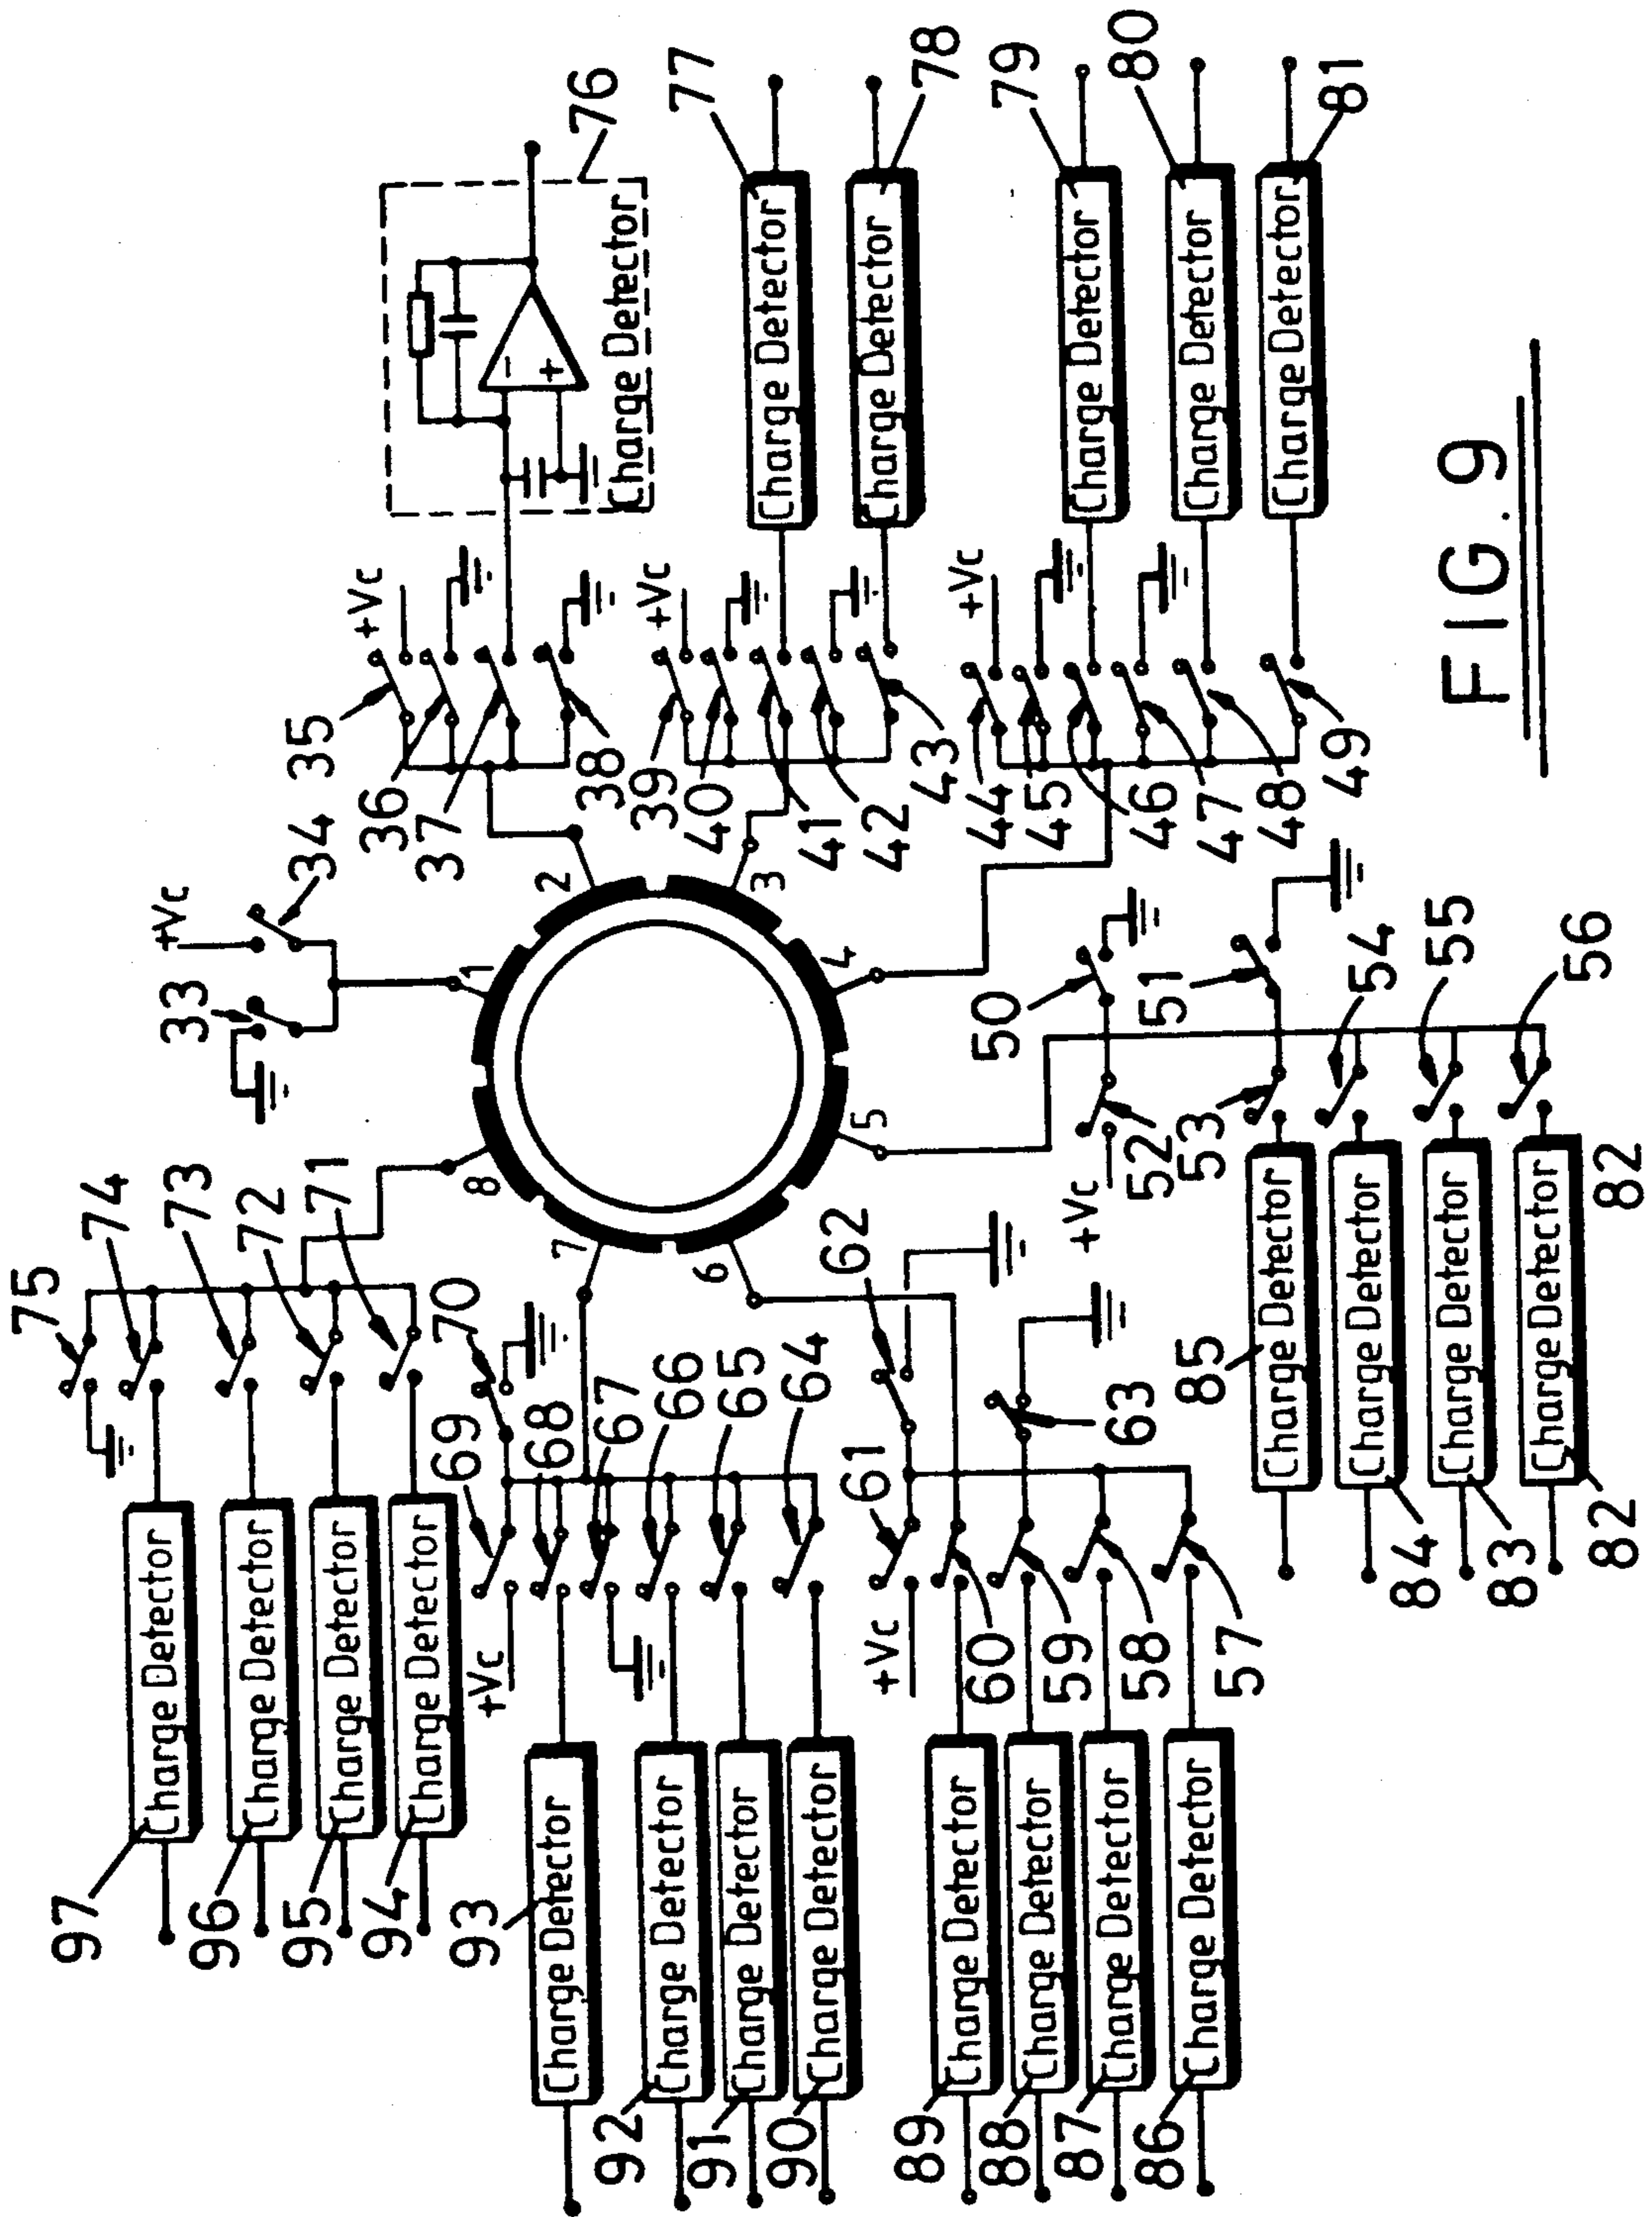 75
74
73
72
71
97
96
95
94
Charge Detector
Charge Detector
Charge Detector
Charge Detector
33
+Vc
34
35
36
37
38
+Vc
76
Charge Detector
1
2
3
4
5
6
7
8
69
68
67
66
65
64
70
+Vc
93
92
91
90
Charge Detector
Charge Detector
Charge Detector
Charge Detector
39
40
41
42
43
+Vc
77
78
Charge Detector
Charge Detector
61
60
59
58
57
62
63
+Vc
89
88
87
86
Charge Detector
Charge Detector
Charge Detector
Charge Detector
44
45
46
47
48
49
+Vc
79
80
81
Charge Detector
Charge Detector
Charge Detector
50
51
52
53
54
55
56
+Vc
85
84
83
82
82
Charge Detector
Charge Detector
Charge Detector
Charge Detector
- +
FIG. 9